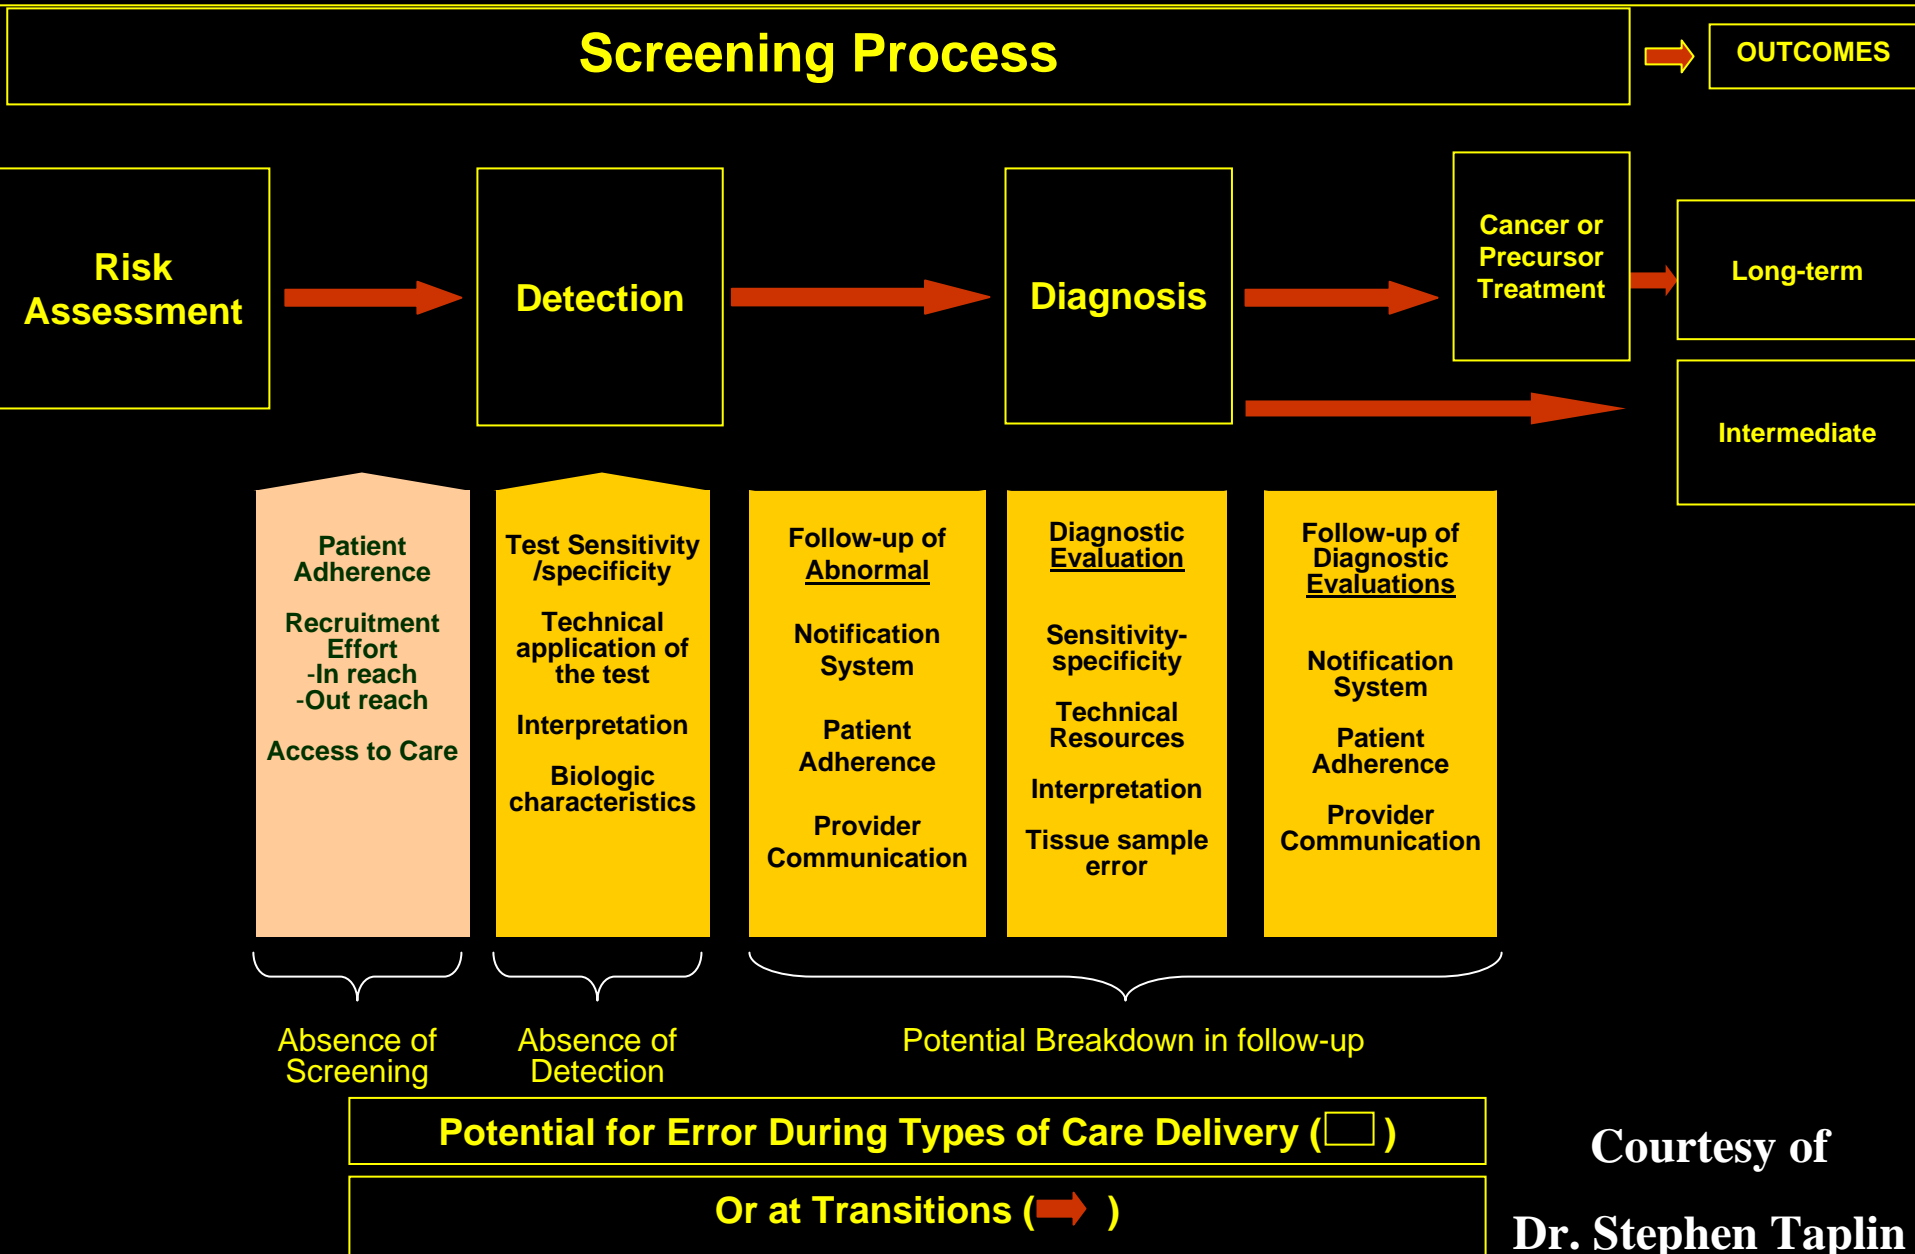 Screening Process
OUTCOMES
Risk
Assessment
Detection
Diagnosis
Cancer or
Precursor
Treatment
Long-term
Intermediate
Patient
Adherence
Recruitment
Effort
-In reach
-Out reach
Access to Care
Test Sensitivity
/specificity
Technical
application of
the test
Interpretation
Biologic
characteristics
Follow-up of
Abnormal
Notification
System
Patient
Adherence
Provider
Communication
Diagnostic
Evaluation
Sensitivity-
specificity
Technical
Resources
Interpretation
Tissue sample
error
Follow-up of
Diagnostic
Evaluations
Notification
System
Patient
Adherence
Provider
Communication
Absence of
Screening
Absence of
Detection
Potential Breakdown in follow-up
Potential for Error During Types of Care Delivery ( )
Or at Transitions ( )
Courtesy of
Dr. Stephen Taplin